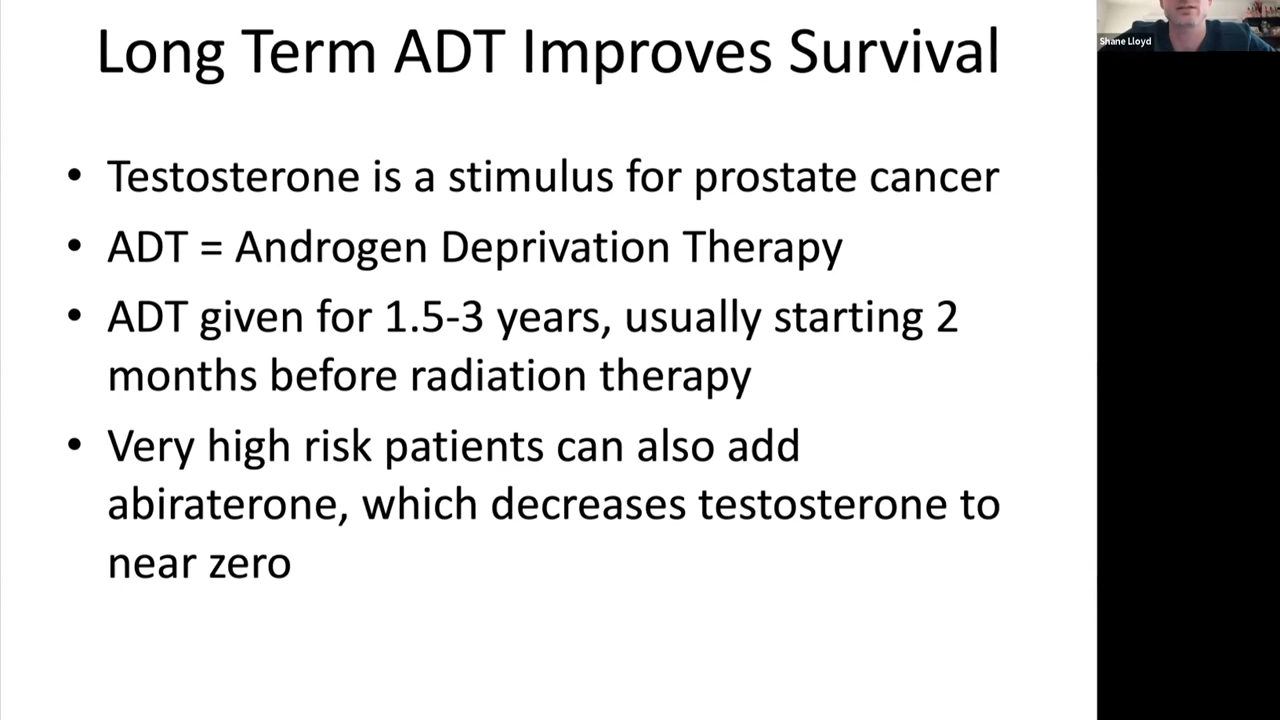 Long Term ADT Improves Survival
Shane Lloyd
• Testosterone is a stimulus for prostate cancer
• ADT = Androgen Deprivation Therapy
• ADT given for 1.5-3 years, usually starting 2
months before radiation therapy
• Very high risk patients can also add
abiraterone, which decreases testosterone to
near zero